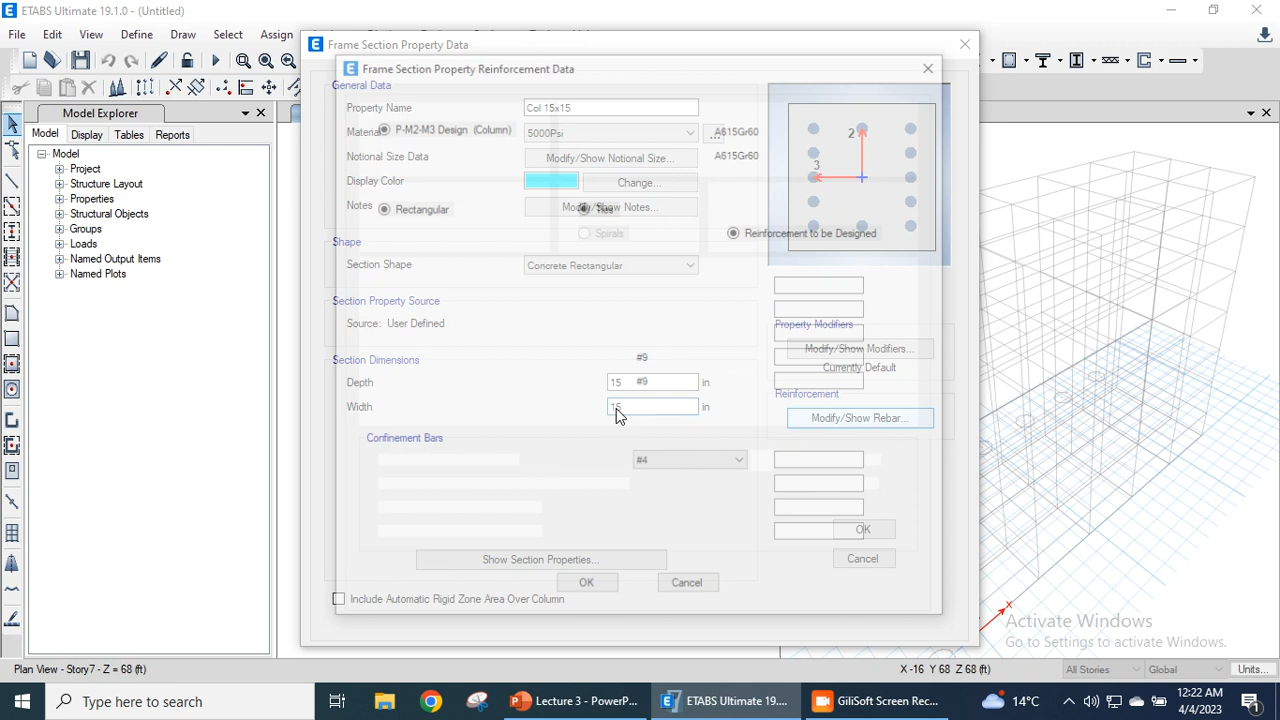 ETABS Ultimate 19.1.0 - (Untitled)
File Edit View Define Draw Select Assign
Model Explorer
Model Display Tables Reports
Model
Project
Structure Layout
Properties
Structural Objects
Groups
Loads
Named Output Items
Named Plots
Frame Section Property Data
Frame Section Property Reinforcement Data
General Data
Property Name Col 15x15
Material 5000Psi ...
P-M2-M3 Design (Column)
A615Gr60
A615Gr60
Notional Size Data Modify/Show Notional Size...
Display Color Change...
Notes Modify/Show Notes...
Rectangular
Ties
Spirals
Reinforcement to be Designed
2
3
Shape
Section Shape Concrete Rectangular
Section Property Source
Source: User Defined
Property Modifiers
Modify/Show Modifiers...
Currently Default
#9
#9
Section Dimensions
Depth 15 in
Width 15 in
Reinforcement
Modify/Show Rebar...
Confinement Bars
#4
Show Section Properties...
OK
Cancel
OK Cancel
Include Automatic Rigid Zone Area Over Column
X
Activate Windows
Go to Settings to activate Windows.
Plan View - Story7 - Z = 68 (ft) X -16 Y 68 Z 68 (ft) All Stories Global Units...
Type here to search
Lecture 3 - PowerP...
ETABS Ultimate 19....
GiliSoft Screen Rec...
14°C
12:22 AM
4/4/2023
1